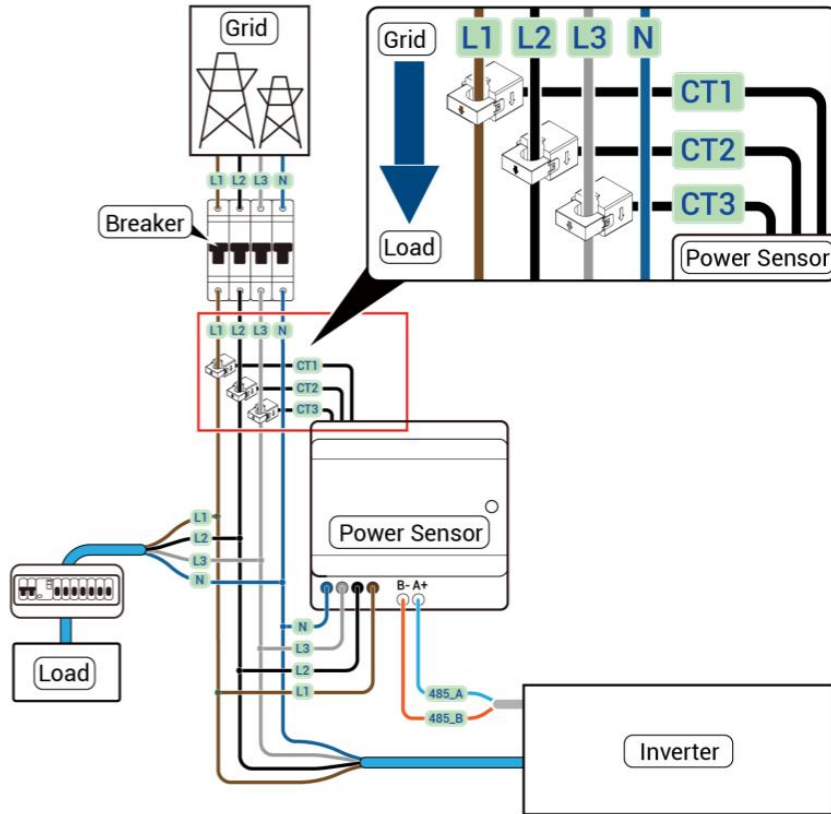 Grid
L1 L2 L3 N
Breaker
L1 L2 L3 N
CT1
CT2
CT3
Grid
L1 L2 L3 N
CT1
CT2
CT3
Load
Power Sensor
Power Sensor
B- A+
L1
L2
L3
N
Load
N
L3
L2
L1
485_A
485_B
Inverter